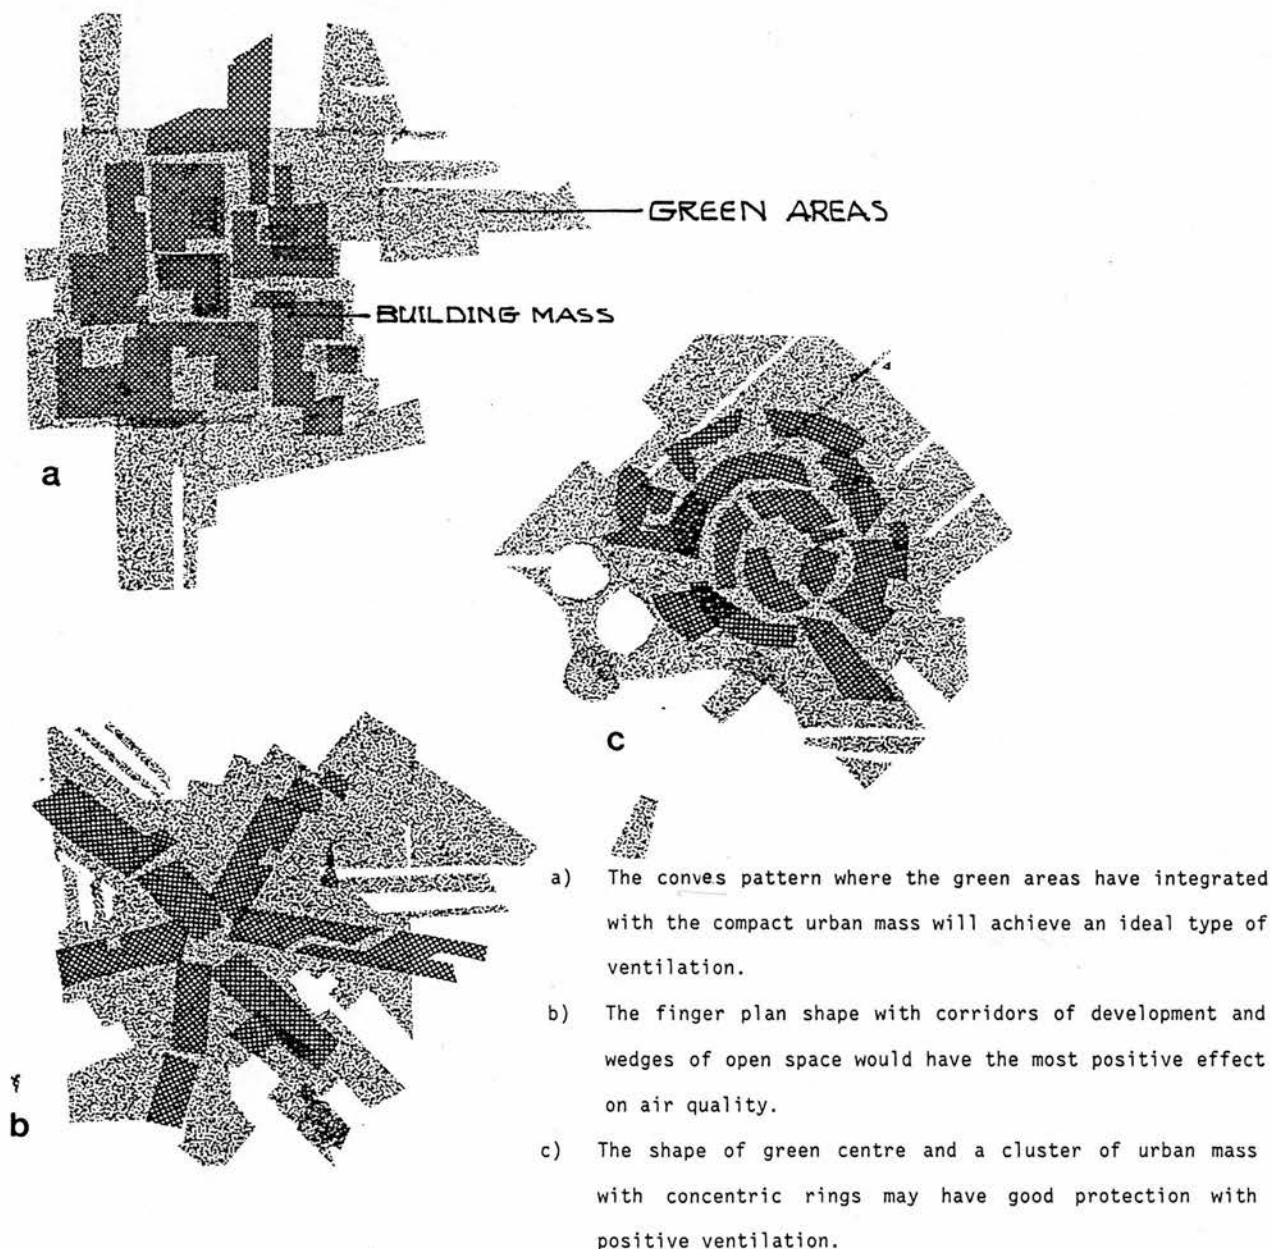 GREEN AREAS
BUILDING MASS
a
c
b
a) The conves pattern where the green areas have integrated
with the compact urban mass will achieve an ideal type of
ventilation.
b) The finger plan shape with corridors of development and
wedges of open space would have the most positive effect
on air quality.
c) The shape of green centre and a cluster of urban mass
with concentric rings may have good protection with
positive ventilation.